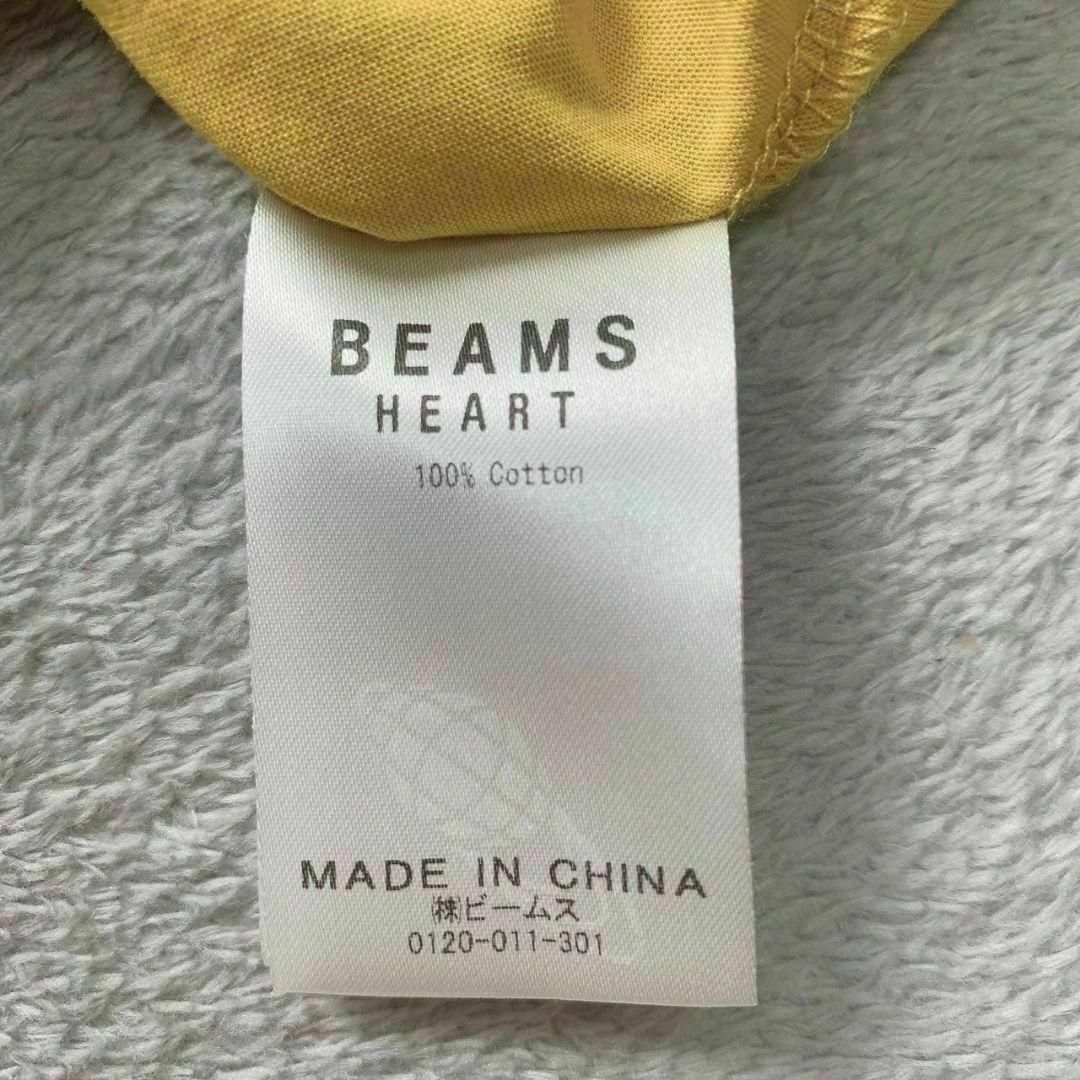 BEAMS
HEART
100% Cotton
MADE IN CHINA
㈱ビームス
0120-011-301